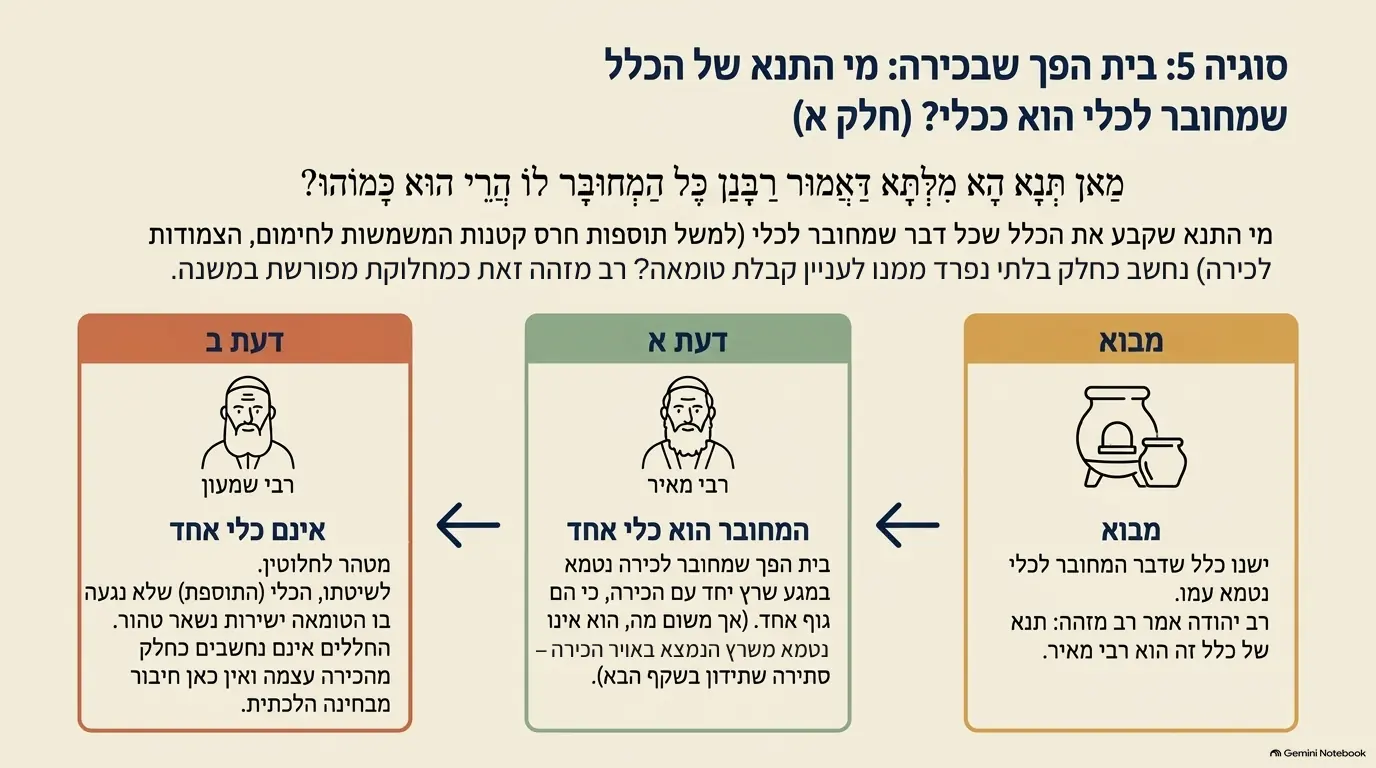 סוגיה 5: בית הפך שבכירה: מי התנא של הכלל
שמחובר לכלי הוא ככלי? (חלק א)
מַאן תְּנָא הָא מִלְּתָא דַּאֲמוּר רַבָּנַן כׇּל הַמְחוּבָּר לוֹ הֲרֵי הוּא כָּמוֹהוּ?
מי התנא שקבע את הכלל שכל דבר שמחובר לכלי (למשל תוספות חרס קטנות המשמשות לחימום, הצמודות
לכירה) נחשב כחלק בלתי נפרד ממנו לעניין קבלת טומאה? רב מזהה זאת כמחלוקת מפורשת במשנה.
מבוא
מבוא
ישנו כלל שדבר המחובר לכלי
נטמא עמו.
רב יהודה אמר רב מזהה: תנא
של כלל זה הוא רבי מאיר.
דעת א
רבי מאיר
המחובר הוא כלי אחד
בית הפך שמחובר לכירה נטמא
במגע שרץ יחד עם הכירה, כי הם
גוף אחד. (אך משום מה, הוא אינו
נטמא משרץ הנמצא באויר הכירה –
סתירה שתידון בשקף הבא).
דעת ב
רבי שמעון
אינם כלי אחד
מטהר לחלוטין.
לשיטתו, הכלי (התוספת) שלא נגעה
בו הטומאה ישירות נשאר טהור.
החללים אינם נחשבים כחלק
מהכירה עצמה ואין כאן חיבור
מבחינה הלכתית.
Gemini Notebook